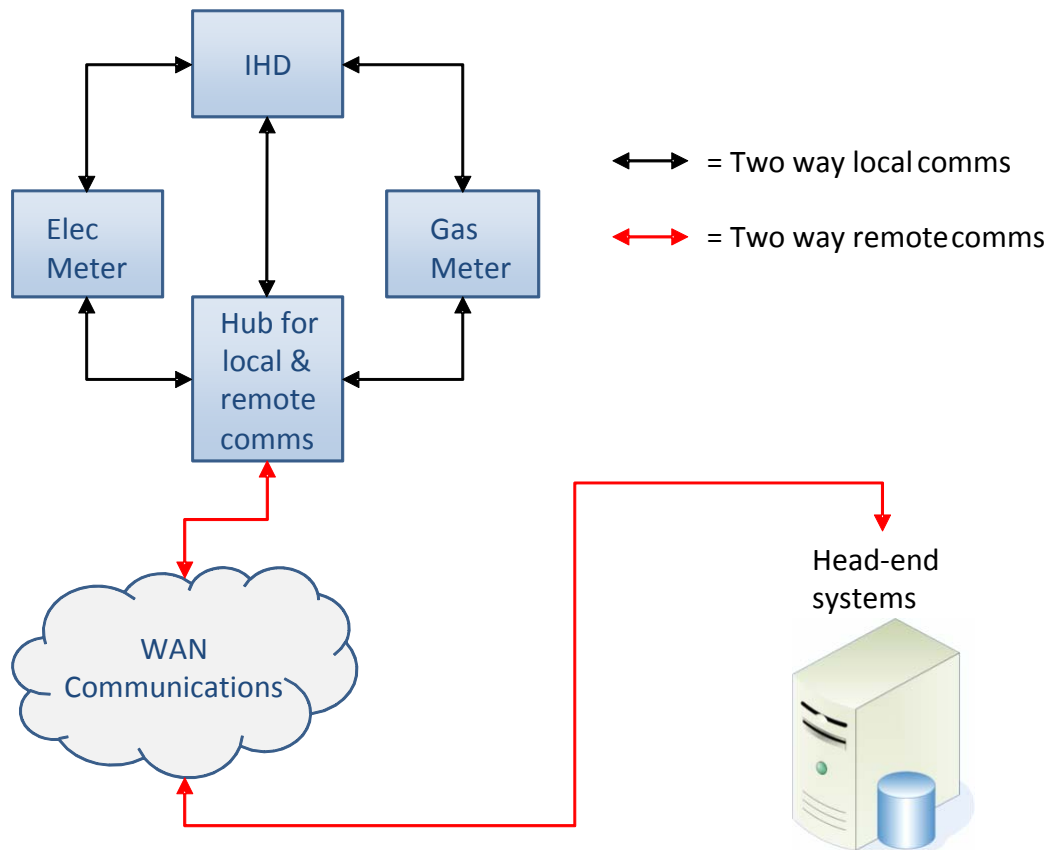 IHD
Elec
Meter
Gas
Meter
Hub for
local &
remote
comms
= Two way local comms
= Two way remote comms
WAN
Communications
Head-end
systems